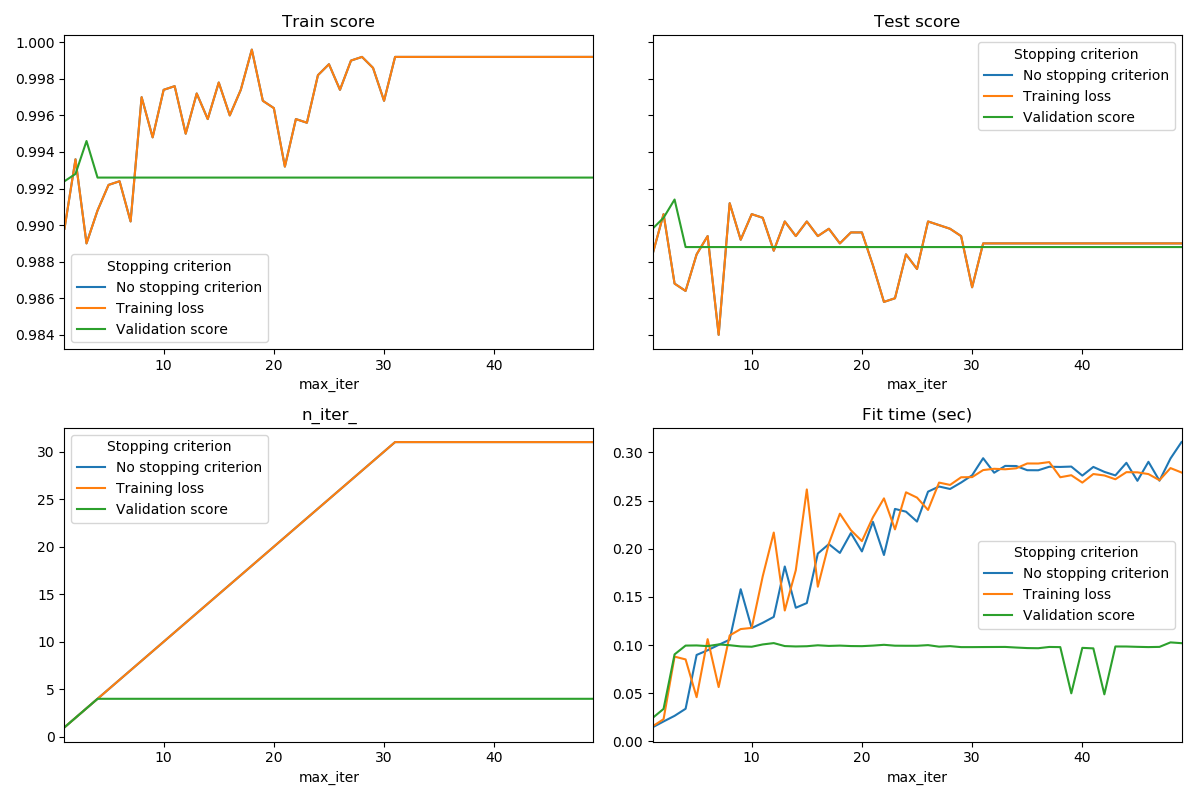 Train score
1.000
0.998
0.996
0.994
0.992
0.990
0.988
0.986
0.984
Stopping criterion
No stopping criterion
Training loss
Validation score
10
20
30
40
max_iter
Test score
Stopping criterion
No stopping criterion
Training loss
Validation score
10
20
30
40
max_iter
n_iter_
30
25
20
15
10
5
0
Stopping criterion
No stopping criterion
Training loss
Validation score
10
20
30
40
max_iter
Fit time (sec)
0.30
0.25
0.20
0.15
0.10
0.05
0.00
Stopping criterion
No stopping criterion
Training loss
Validation score
10
20
30
40
max_iter